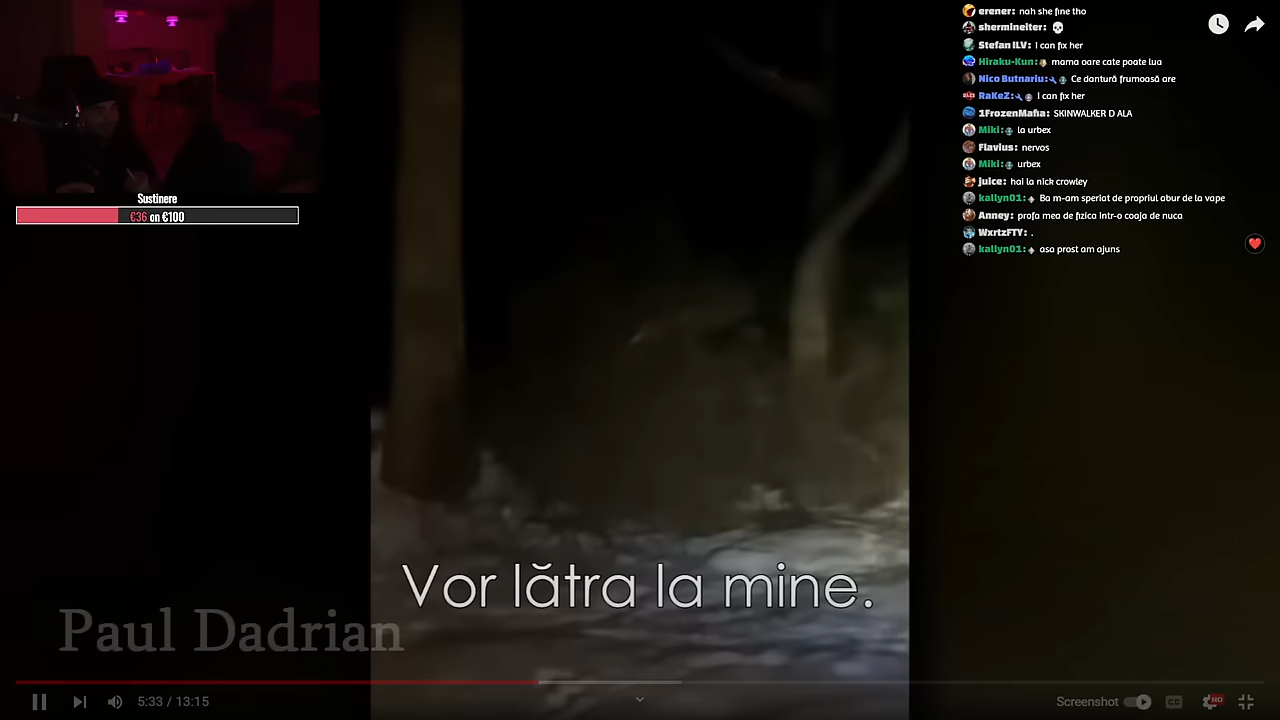 erener: nah she fine tho
sherminelter:
Stefan ILV: I can fix her
Hiraku-Kun: mama oare cate poate lua
Nico Butnariu: Ce dantură frumoasă are
RaKeZ: I can fix her
1FrozenMafia: SKINWALKER D ALA
Miki: la urbex
Flavius: nervos
Miki: urbex
juice: hai la nick crowley
kallyn01: Ba m-am speriat de propriul abur de la vape
Anney: profa mea de fizica intr-o coaja de nuca
WxrtzFTY: .
kallyn01: asa prost am ajuns
Sustinere
€36 on €100
Vor lătra la mine.
Paul Dadrian
5:33 / 13:15
Screenshot
CC
HD